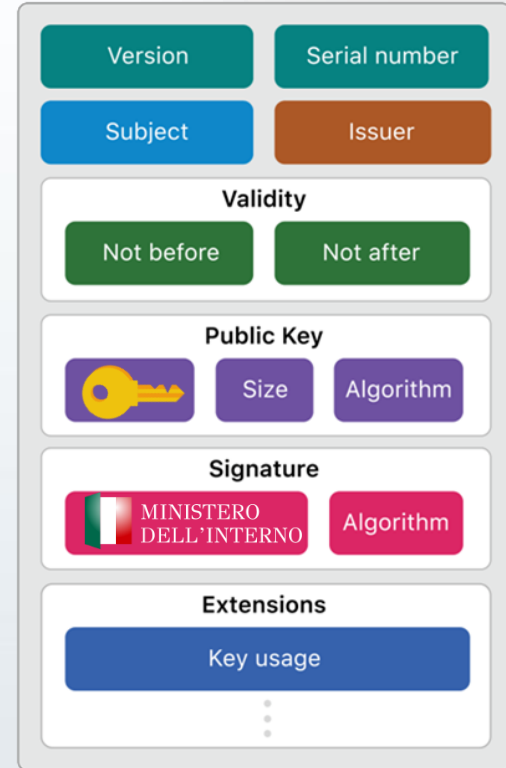 Version
Serial number
Subject
Issuer
Validity
Not before
Not after
Public Key
Size
Algorithm
Signature
MINISTERO
DELL'INTERNO
Algorithm
Extensions
Key usage